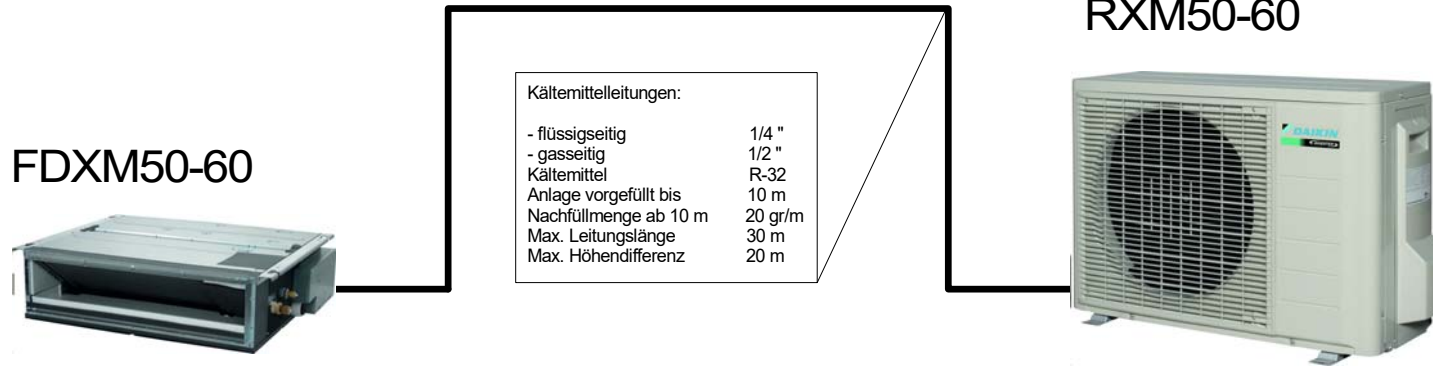 RXM50-60
Kältemittelleitungen:
- flüssigseitig 1/4 "
- gasseitig 1/2 "
Kältemittel R-32
Anlage vorgefüllt bis 10 m
Nachfüllmenge ab 10 m 20 gr/m
Max. Leitungslänge 30 m
Max. Höhendifferenz 20 m
FDXM50-60
DAIKIN